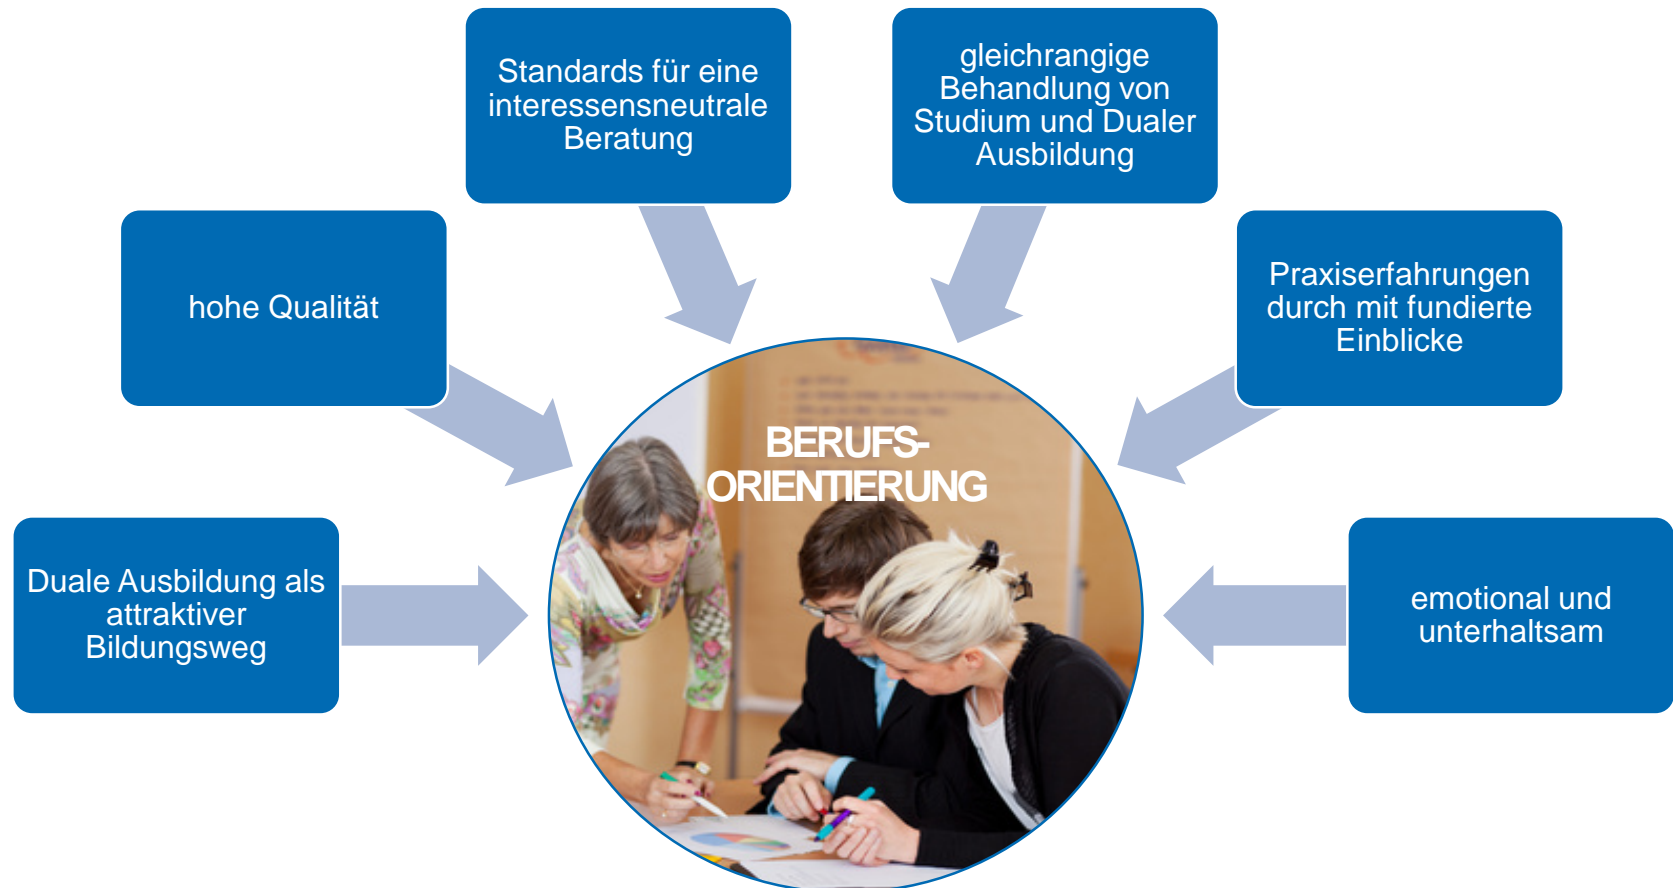 Standards für eine
interessensneutrale
Beratung
gleichrangige
Behandlung von
Studium und Dualer
Ausbildung
hohe Qualität
Praxiserfahrungen
durch mit fundierte
Einblicke
BERUFS-
ORIENTIERUNG
Duale Ausbildung als
attraktiver
Bildungsweg
emotional und
unterhaltsam